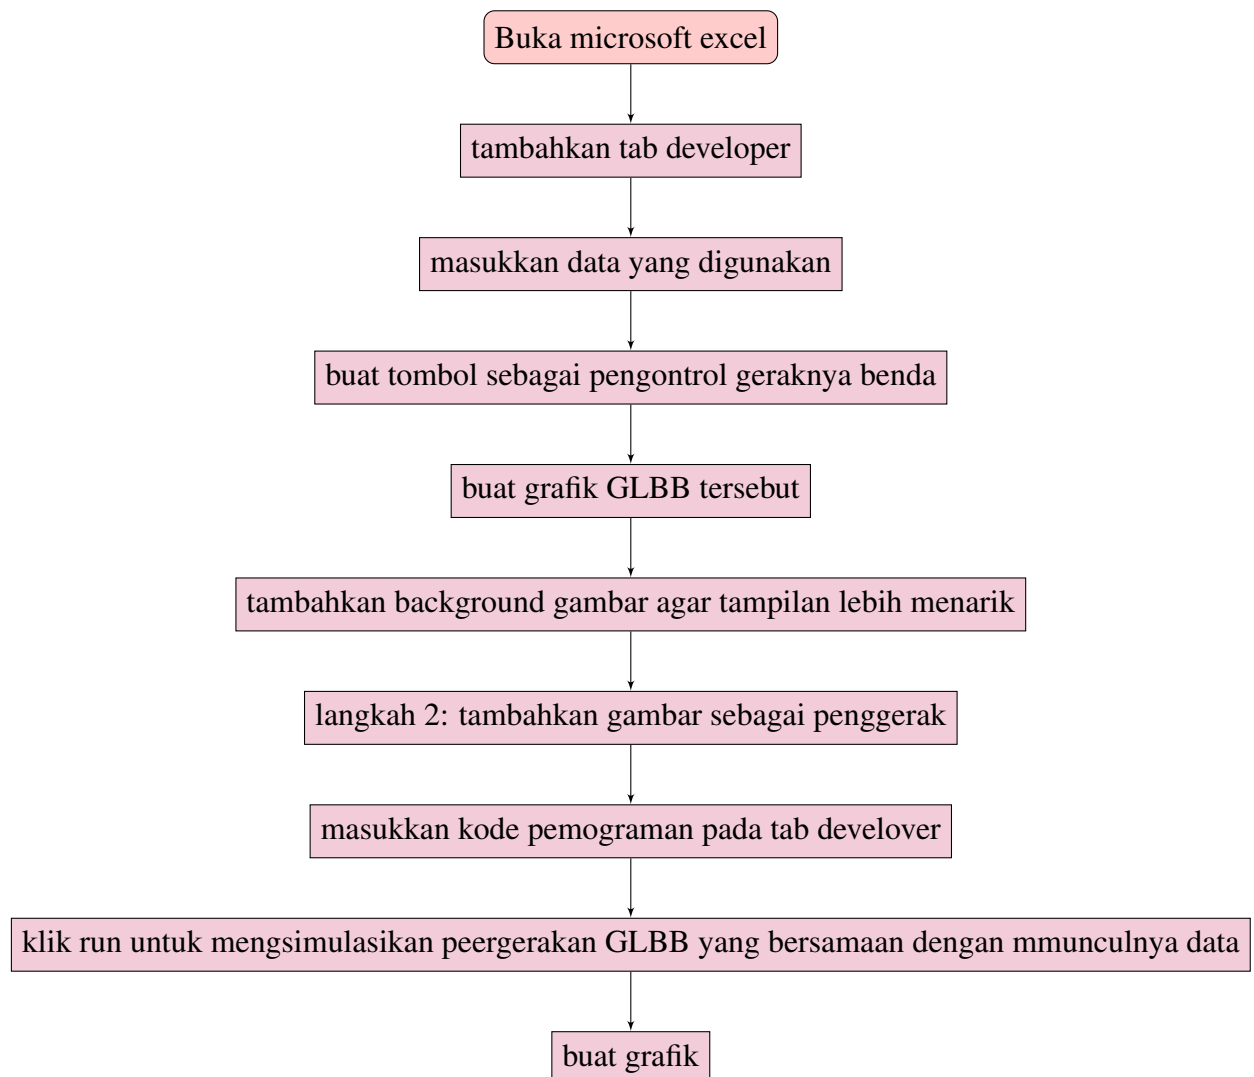 Buka microsoft excel
tambahkan tab developer
masukkan data yang digunakan
buat tombol sebagai pengontrol geraknya benda
buat grafik GLBB tersebut
tambahkan background gambar agar tampilan lebih menarik
langkah 2: tambahkan gambar sebagai penggerak
masukkan kode pemograman pada tab develover
klik run untuk mengsimulasikan peergerakan GLBB yang bersamaan dengan mmunculnya data
buat grafik